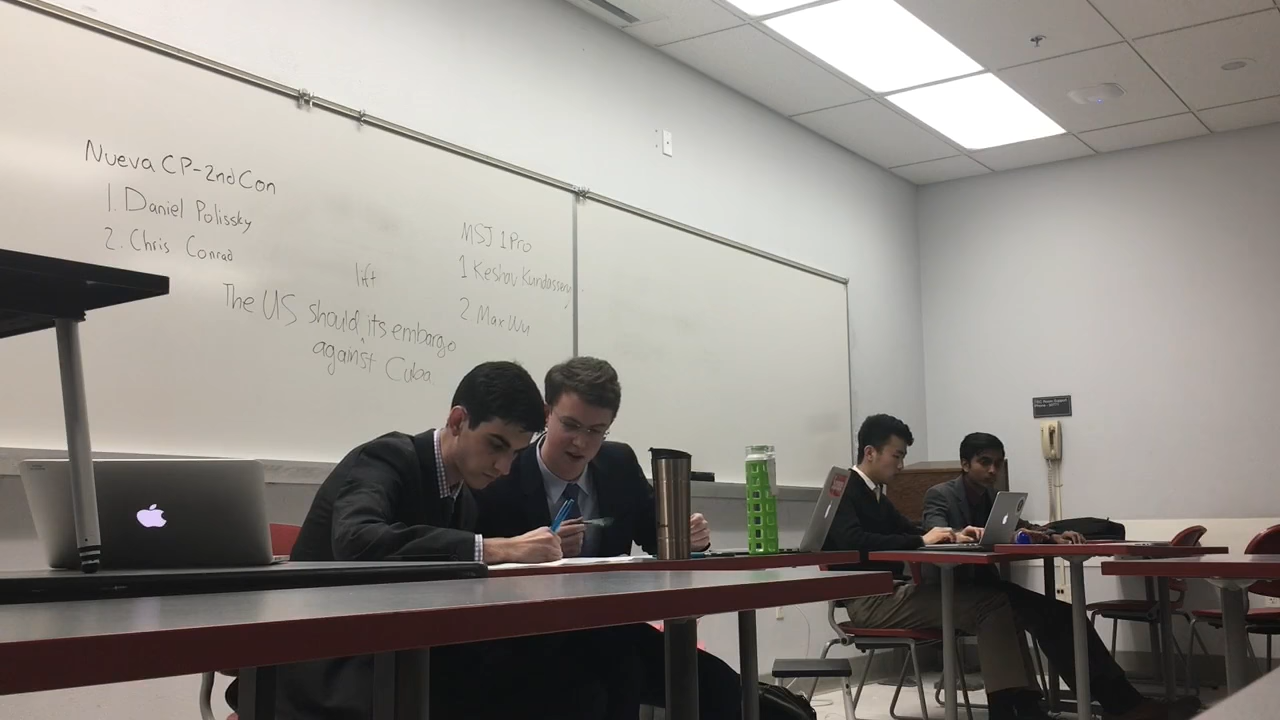 Nueva CP-2nd Con
1. Daniel Polissky
2. Chris Conrad
MSJ 1 Pro
1 Keshav Kundassery
2 Max Wu
lift
The US should ^ its embargo
against Cuba